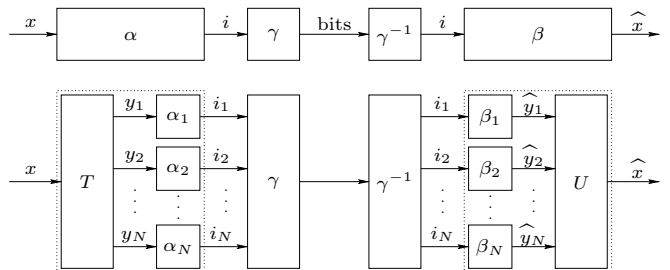 x α i γ bits γ⁻¹ i β x̂
y₁ α₁ i₁ i₁ β₁ ŷ₁
x T y₂ α₂ i₂ γ γ⁻¹ i₂ β₂ ŷ₂ U x̂
y_N α_N i_N i_N β_N ŷ_N